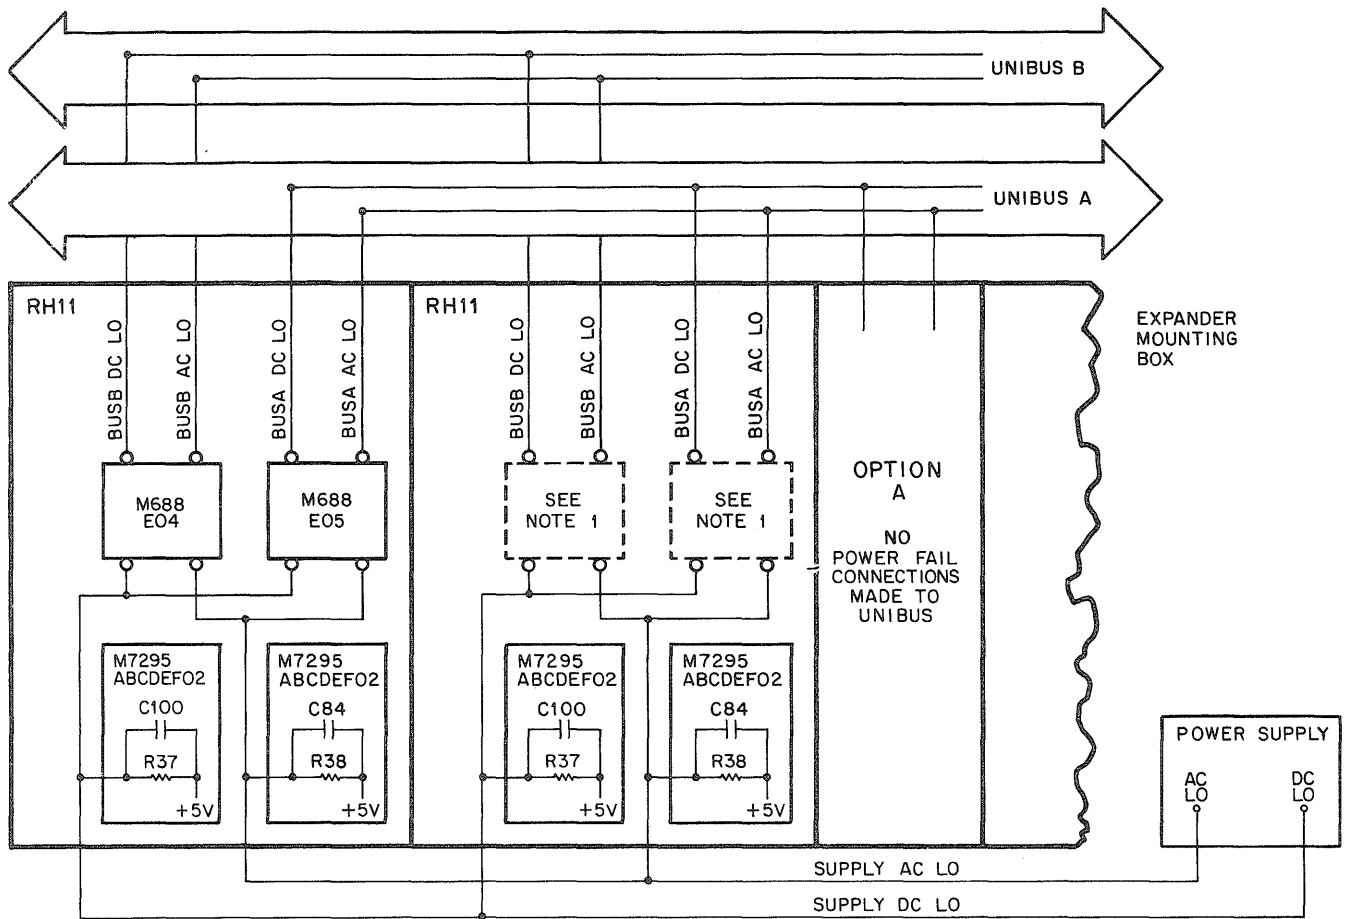 UNIBUS B
UNIBUS A
RH11
RH11
EXPANDER
MOUNTING
BOX
BUSB DC LO
BUSB AC LO
BUSA DC LO
BUSA AC LO
BUSB DC LO
BUSB AC LO
BUSA DC LO
BUSA AC LO
M688
E04
M688
E05
SEE
NOTE 1
SEE
NOTE 1
OPTION
A
NO
POWER FAIL
CONNECTIONS
MADE TO
UNIBUS
M7295
ABCDEF02
C100
R37
+5V
M7295
ABCDEF02
C84
R38
+5V
M7295
ABCDEF02
C100
R37
+5V
M7295
ABCDEF02
C84
R38
+5V
POWER SUPPLY
AC
LO
DC
LO
SUPPLY AC LO
SUPPLY DC LO